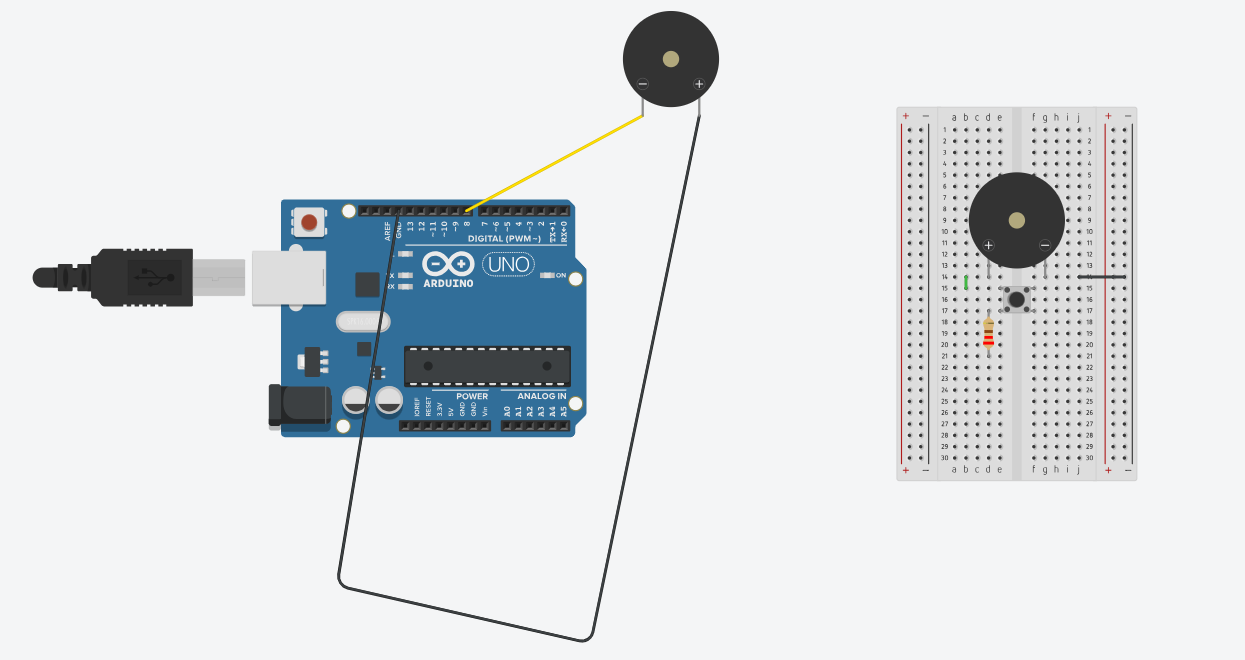 − +
AREF
GND
13
12
~11
~10
~9
8
7
~6
~5
4
~3
2
TX→1
RX←0
DIGITAL (PWM~)
UNO
ARDUINO
ON
RX
POWER
ANALOG IN
IOREF
RESET
3.3V
5V
GND
GND
Vin
A0
A1
A2
A3
A4
A5
+ − a b c d e f g h i j + −
1 1
2 2
3 3
4 4
5 5
6 6
7 7
8 8
9 9
10 10
11 11
+ −
12 12
13 13
14 14
15 15
16 16
17 17
18 18
19 19
20 20
21 21
22 22
23 23
24 24
25 25
26 26
27 27
28 28
29 29
30 30
+ − a b c d e f g h i j + −